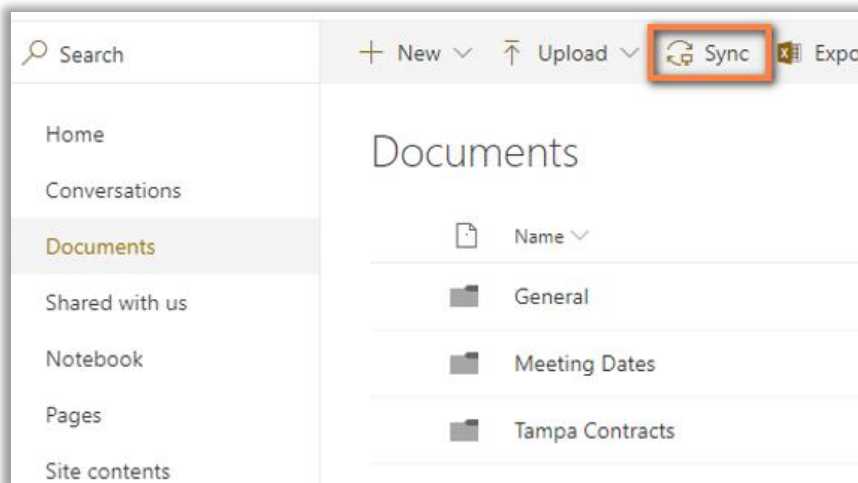 Search
New
Upload
Sync
Expo
Home
Conversations
Documents
Shared with us
Notebook
Pages
Site contents
Documents
Name
General
Meeting Dates
Tampa Contracts